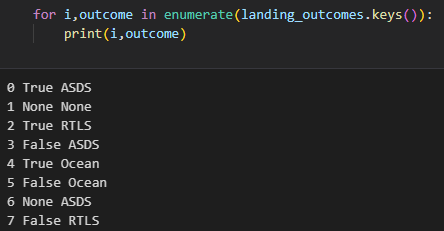 for i,outcome in enumerate(landing_outcomes.keys()):
    print(i,outcome)
0 True ASDS
1 None None
2 True RTLS
3 False ASDS
4 True Ocean
5 False Ocean
6 None ASDS
7 False RTLS